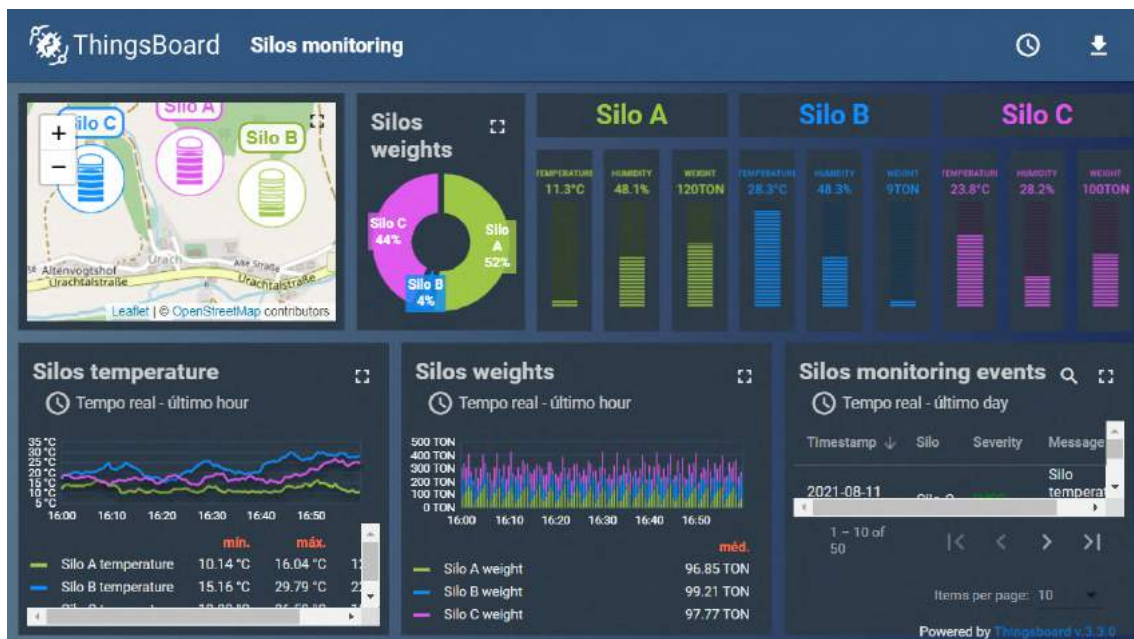 ThingsBoard Silos monitoring
Silo A
Silo C
Silo B
+
−
Urach
Alte Straße
Altenvogtshof
Urachtalstraße
Urachtalstraße
Leaflet | © OpenStreetMap contributors
Silos
weights
Silo C
44%
Silo
A
52%
Silo B
4%
Silo A
TEMPERATURE
11.3°C
HUMIDITY
48.1%
WEIGHT
120TON
Silo B
TEMPERATURE
28.3°C
HUMIDITY
48.3%
WEIGHT
9TON
Silo C
TEMPERATURE
23.8°C
HUMIDITY
28.2%
WEIGHT
100TON
Silos temperature
Tempo real - último hour
35 °C
30 °C
25 °C
20 °C
15 °C
10 °C
5 °C
16:00 16:10 16:20 16:30 16:40 16:50
mín. máx.
Silo A temperature 10.14 °C 16.04 °C
Silo B temperature 15.16 °C 29.79 °C
Silos weights
Tempo real - último hour
500 TON
400 TON
300 TON
200 TON
100 TON
0 TON
16:00 16:10 16:20 16:30 16:40 16:50
méd.
Silo A weight 96.85 TON
Silo B weight 99.21 TON
Silo C weight 97.77 TON
Silos monitoring events
Tempo real - último day
Timestamp Silo Severity Message
2021-08-11
Silo
1 – 10 of
50
Items per page: 10
Powered by Thingsboard v.3.3.0